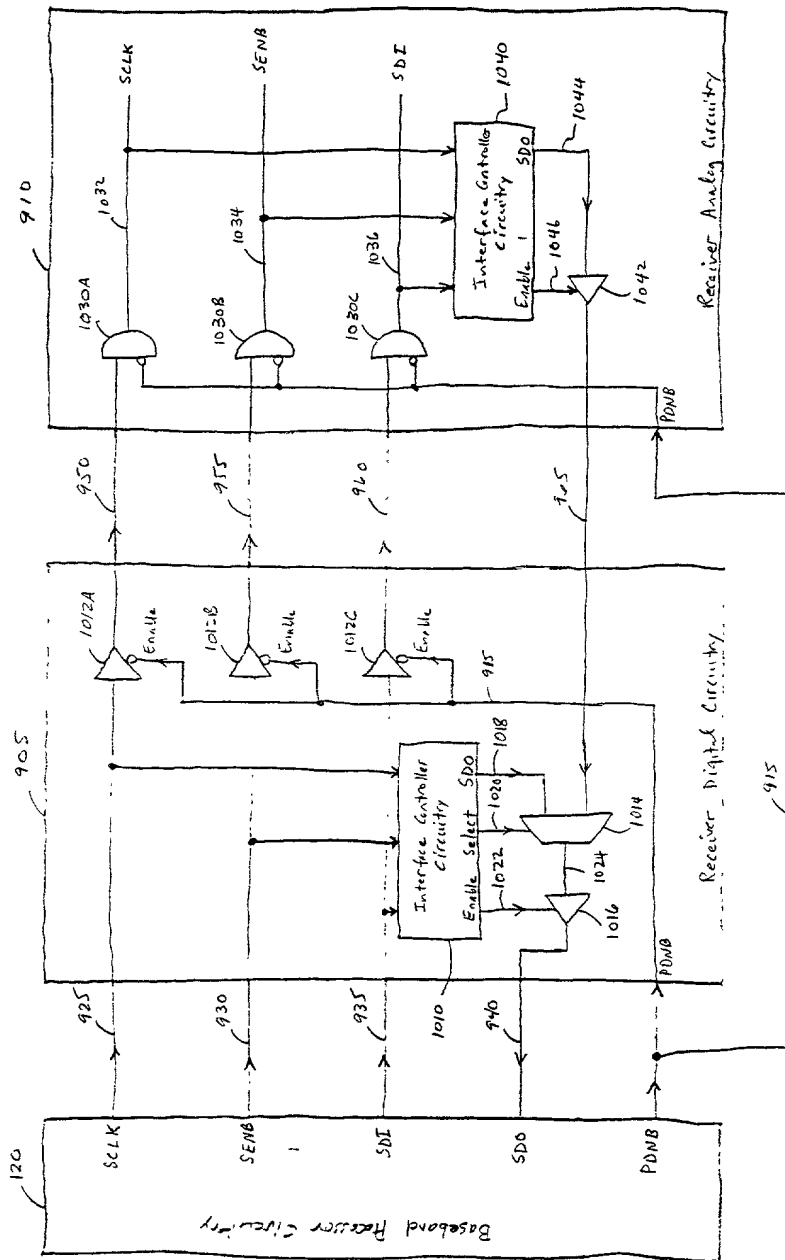 120
Baseband Processor Circuitry
SCLK
SENB
SDI
SDO
PDNB
925
930
935
940
905
1012A
Enable
1012B
Enable
1012C
Enable
915
Interface Controller
Circuitry
Enable Select SDO
1010
1022
1020
1018
1014
1024
1016
PDNB
Receiver Digital Circuitry
915
950
955
960
910
1030A
1032
SCLK
1030B
1034
SENB
1030C
1036
SDI
Interface Controller
Circuitry
Enable SDO
1040
1046
1044
1042
PDNB
Receiver Analog Circuitry